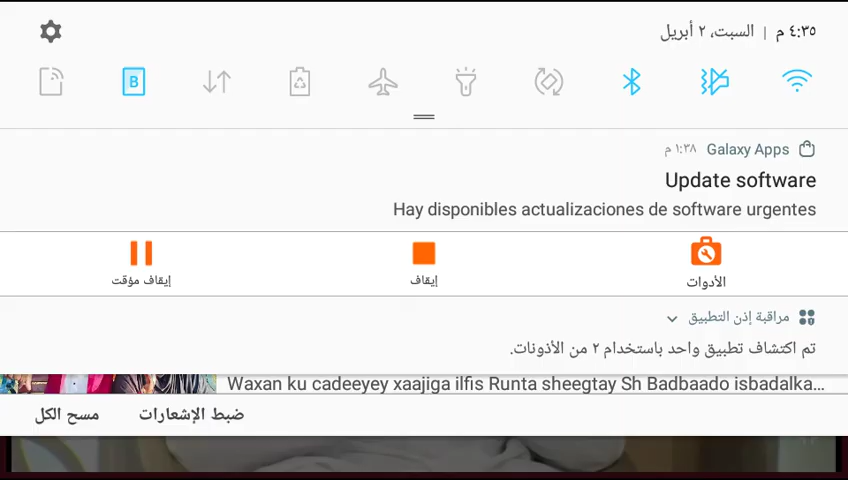 ٤:٣٥ م | السبت، ٢ أبريل
B
Galaxy Apps ١:٣٨ م
Update software
Hay disponibles actualizaciones de software urgentes
الأدوات
إيقاف
إيقاف مؤقت
مراقبة إذن التطبيق
تم اكتشاف تطبيق واحد باستخدام ٢ من الأذونات.
Waxan ku cadeeyey xaajiga ilfis Runta sheegtay Sh Badbaado isbadalka...
ضبط الإشعارات
مسح الكل